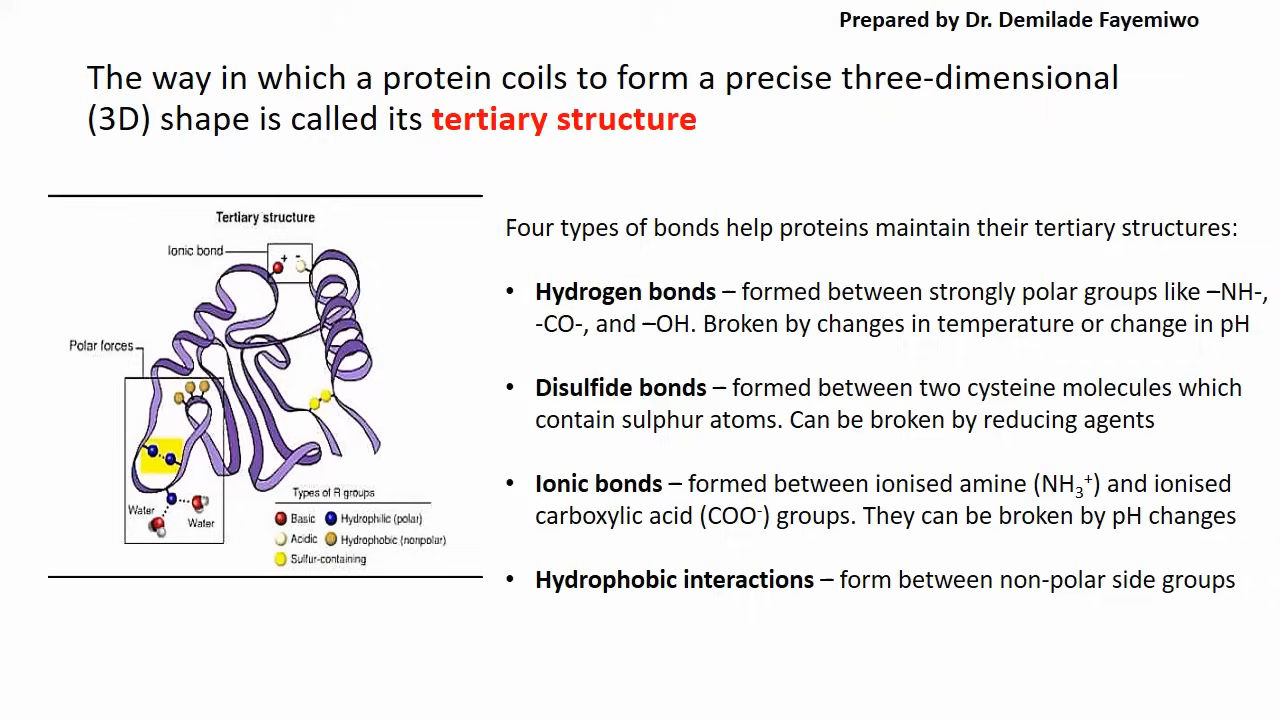 Prepared by Dr. Demilade Fayemiwo
The way in which a protein coils to form a precise three-dimensional
(3D) shape is called its tertiary structure
Tertiary structure
Ionic bond
+ -
Polar forces
Water
Water
Types of R groups
Basic Hydrophilic (polar)
Acidic Hydrophobic (nonpolar)
Sulfur-containing
Four types of bonds help proteins maintain their tertiary structures:
• Hydrogen bonds – formed between strongly polar groups like –NH-,
-CO-, and –OH. Broken by changes in temperature or change in pH
• Disulfide bonds – formed between two cysteine molecules which
contain sulphur atoms. Can be broken by reducing agents
• Ionic bonds – formed between ionised amine (NH₃⁺) and ionised
carboxylic acid (COO⁻) groups. They can be broken by pH changes
• Hydrophobic interactions – form between non-polar side groups